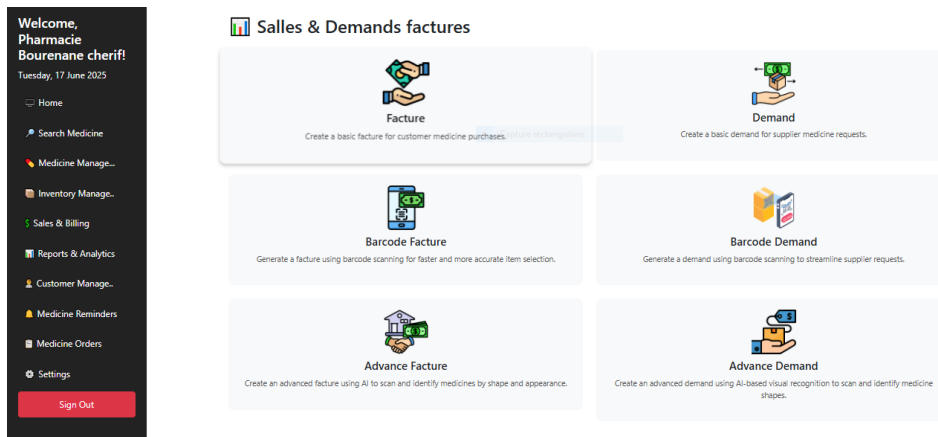 Welcome,
Pharmacie
Bourenane cherif!
Tuesday, 17 June 2025
Home
Search Medicine
Medicine Manage...
Inventory Manage..
Sales & Billing
Reports & Analytics
Customer Manage..
Medicine Reminders
Medicine Orders
Settings
Sign Out
Salles & Demands factures
Facture
Create a basic facture for customer medicine purchases.
Capture rectangulaire
Demand
Create a basic demand for supplier medicine requests.
Barcode Facture
Generate a facture using barcode scanning for faster and more accurate item selection.
Barcode Demand
Generate a demand using barcode scanning to streamline supplier requests.
Advance Facture
Create an advanced facture using AI to scan and identify medicines by shape and appearance.
Advance Demand
Create an advanced demand using AI-based visual recognition to scan and identify medicine
shapes.